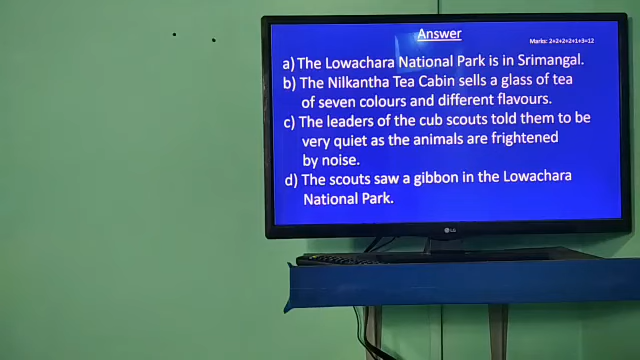 Answer
Marks: 2+2+2+2+1+3=12
a) The Lowachara National Park is in Srimangal.
b) The Nilkantha Tea Cabin sells a glass of tea
of seven colours and different flavours.
c) The leaders of the cub scouts told them to be
very quiet as the animals are frightened
by noise.
d) The scouts saw a gibbon in the Lowachara
National Park.
LG